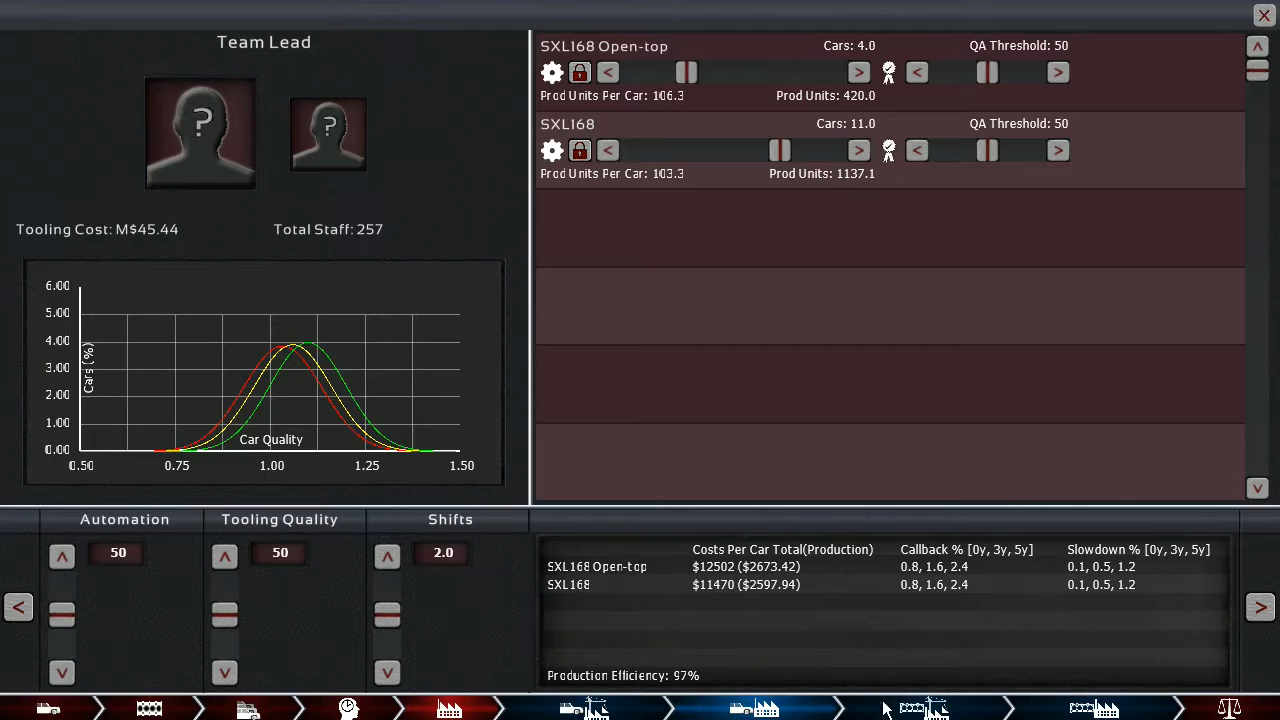 Team Lead
?
?
Tooling Cost: M$45.44
Total Staff: 257
6.00
5.00
4.00
3.00
2.00
1.00
0.00
Cars (%)
Car Quality
0.50 0.75 1.00 1.25 1.50
SXL168 Open-top Cars: 4.0 QA Threshold: 50
Prod Units Per Car: 106.3 Prod Units: 420.0
SXL168 Cars: 11.0 QA Threshold: 50
Prod Units Per Car: 103.3 Prod Units: 1137.1
Automation Tooling Quality Shifts
50 50 2.0
Costs Per Car Total(Production) Callback % [0y, 3y, 5y] Slowdown % [0y, 3y, 5y]
SXL168 Open-top $12502 ($2673.42) 0.8, 1.6, 2.4 0.1, 0.5, 1.2
SXL168 $11470 ($2597.94) 0.8, 1.6, 2.4 0.1, 0.5, 1.2
Production Efficiency: 97%